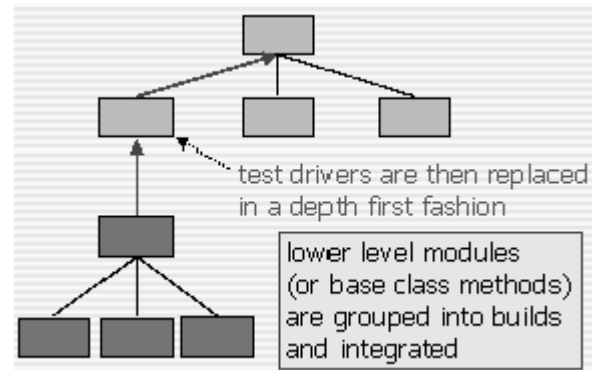 test drivers are then replaced
in a depth first fashion
lower level modules
(or base class methods)
are grouped into builds
and integrated